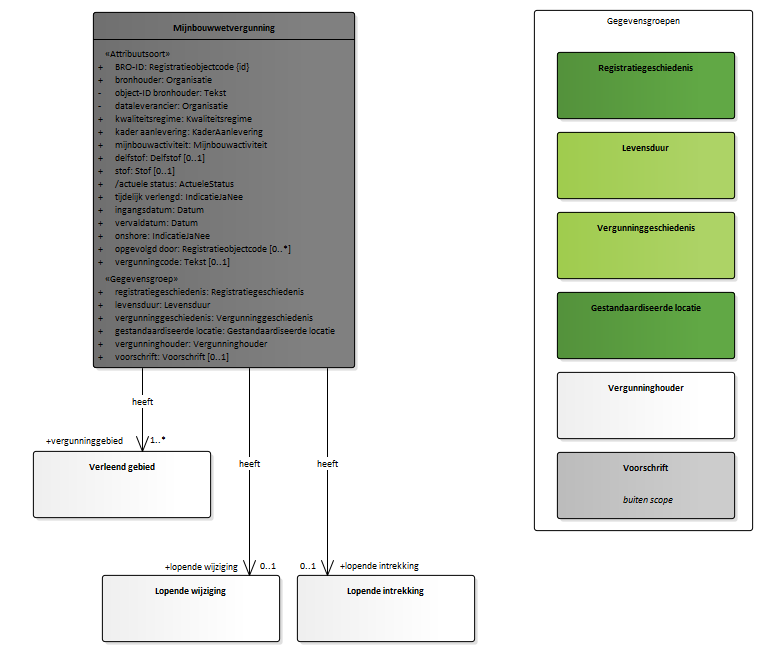 Mijnbouwwetvergunning
«Attribuutsoort»
+ BRO-ID: Registratieobjectcode {id}
+ bronhouder: Organisatie
- object-ID bronhouder: Tekst
- dataleverancier: Organisatie
+ kwaliteitsregime: Kwaliteitsregime
+ kader aanlevering: KaderAanlevering
+ mijnbouwactiviteit: Mijnbouwactiviteit
+ delfstof: Delfstof [0..1]
+ stof: Stof [0..1]
+ /actuele status: ActueleStatus
+ tijdelijk verlengd: IndicatieJaNee
+ ingangsdatum: Datum
+ vervaldatum: Datum
+ onshore: IndicatieJaNee
+ opgevolgd door: Registratieobjectcode [0..*]
+ vergunningcode: Tekst [0..1]
«Gegevensgroep»
+ registratiegeschiedenis: Registratiegeschiedenis
+ levensduur: Levensduur
+ vergunninggeschiedenis: Vergunninggeschiedenis
+ gestandaardiseerde locatie: Gestandaardiseerde locatie
+ vergunninghouder: Vergunninghouder
+ voorschrift: Voorschrift [0..1]
heeft
+vergunninggebied 1..*
Verleend gebied
heeft
heeft
+lopende wijziging 0..1
0..1 +lopende intrekking
Lopende wijziging
Lopende intrekking
Gegevensgroepen
Registratiegeschiedenis
Levensduur
Vergunninggeschiedenis
Gestandaardiseerde locatie
Vergunninghouder
Voorschrift
buiten scope